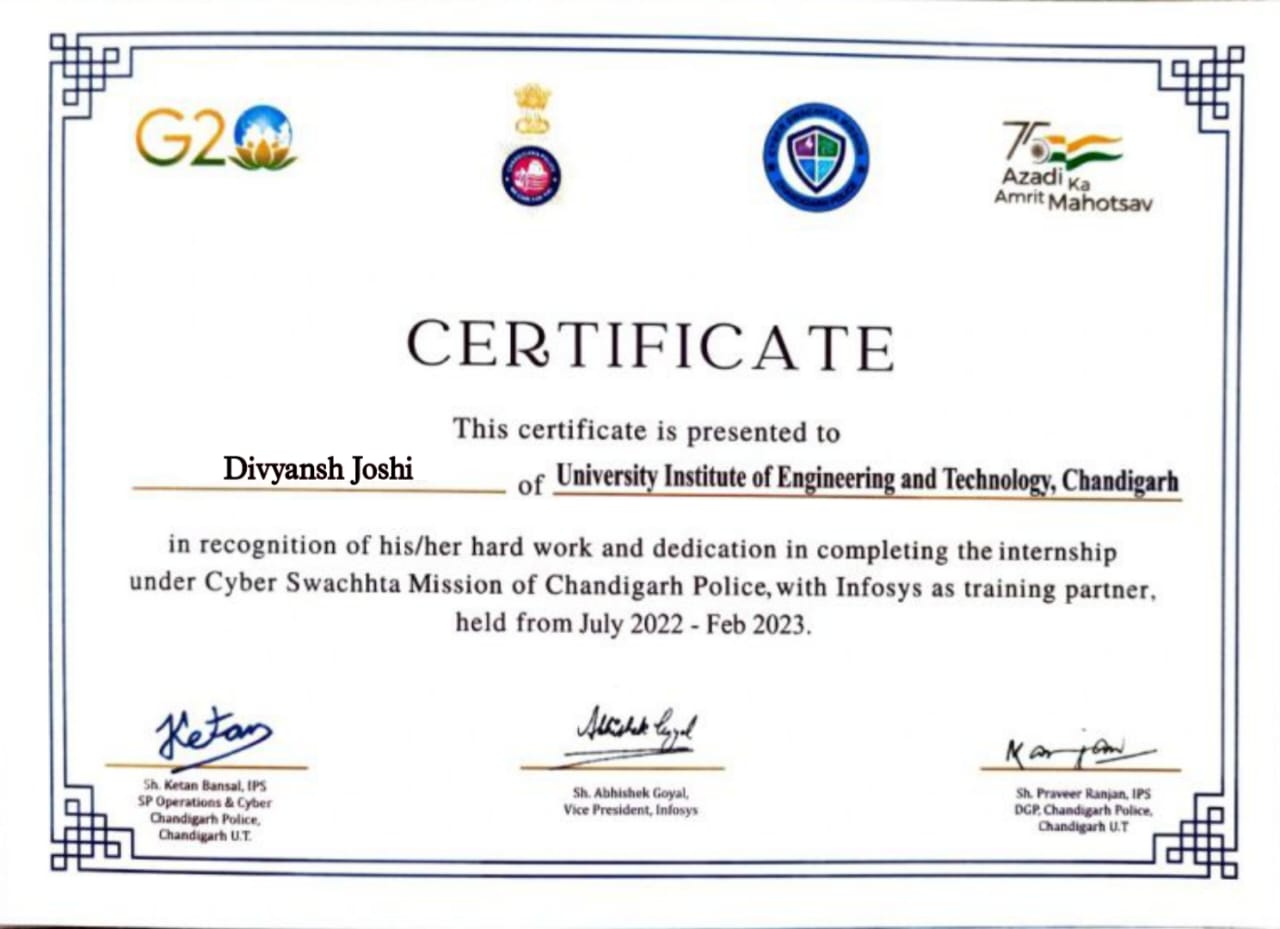 G20
75
Azadi Ka
Amrit Mahotsav
CERTIFICATE
This certificate is presented to
Divyansh Joshi of University Institute of Engineering and Technology, Chandigarh
in recognition of his/her hard work and dedication in completing the internship
under Cyber Swachhta Mission of Chandigarh Police, with Infosys as training partner,
held from July 2022 - Feb 2023.
Ketan
Abhishek Goyal
Ranjan
Sh. Ketan Bansal, IPS
SP Operations & Cyber
Chandigarh Police,
Chandigarh U.T.
Sh. Abhishek Goyal,
Vice President, Infosys
Sh. Praveer Ranjan, IPS
DGP, Chandigarh Police,
Chandigarh U.T